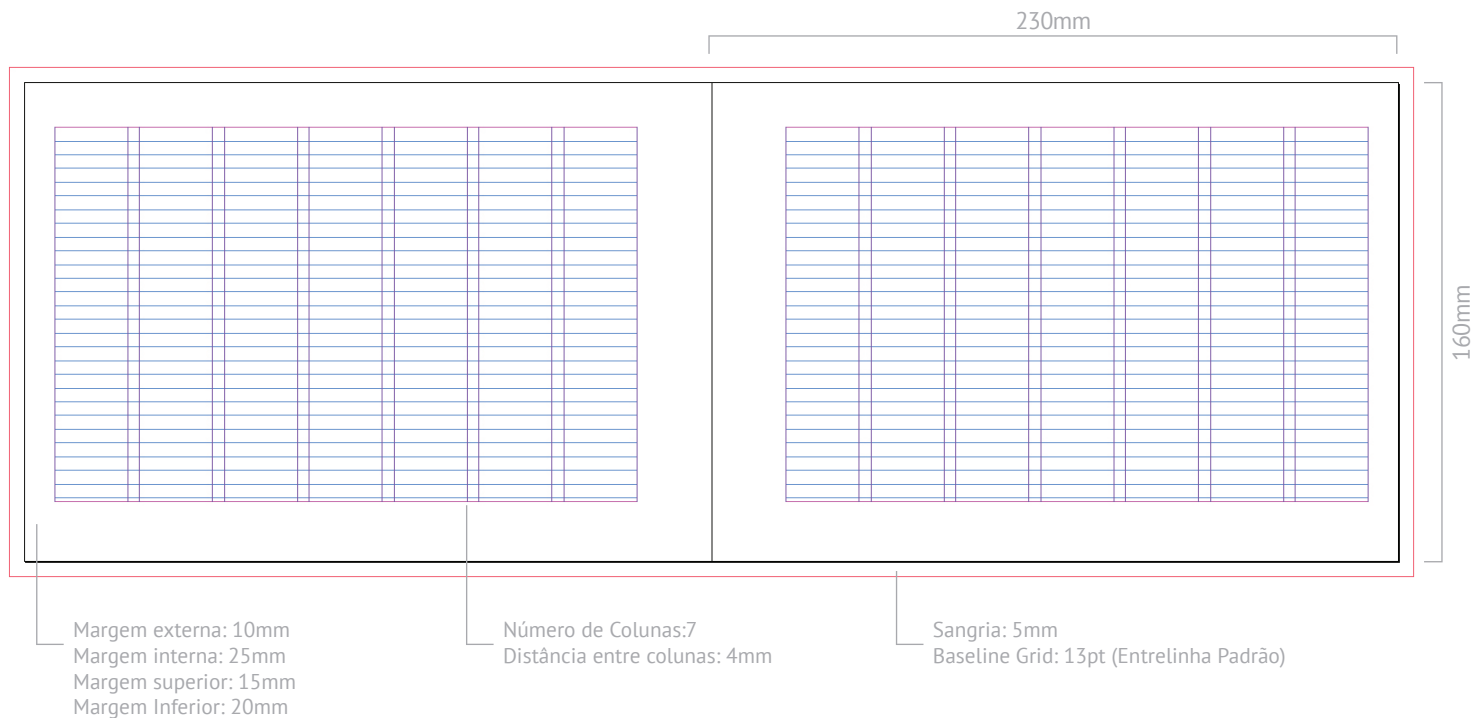 230mm
160mm
Margem externa: 10mm
Margem interna: 25mm
Margem superior: 15mm
Margem Inferior: 20mm
Número de Colunas:7
Distância entre colunas: 4mm
Sangria: 5mm
Baseline Grid: 13pt (Entrelinha Padrão)